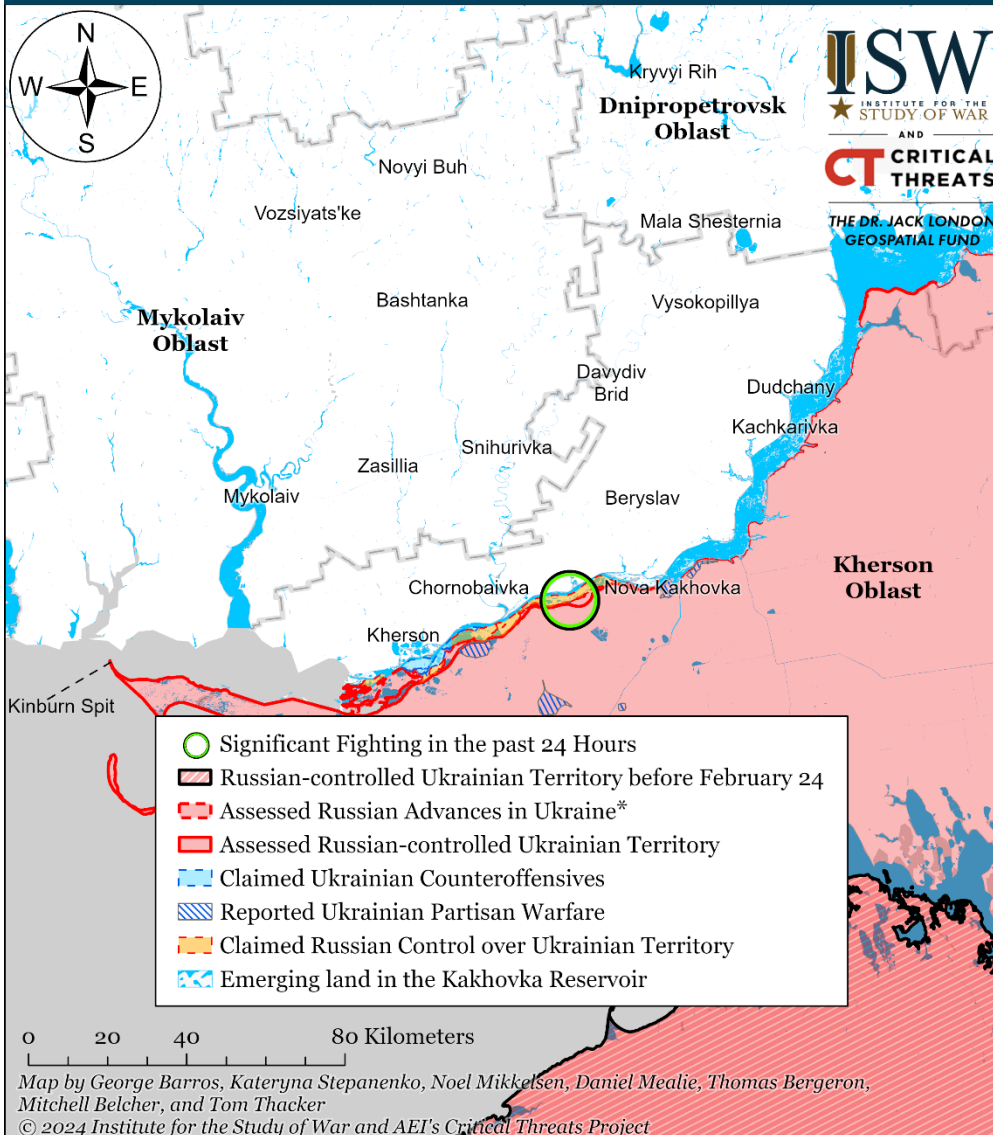 N
W
E
S
ISW
INSTITUTE FOR THE
STUDY OF WAR
AND
CT CRITICAL
THREATS
THE DR. JACK LONDON
GEOSPATIAL FUND
Kryvyi Rih
Dnipropetrovsk
Oblast
Novyi Buh
Vozsiyats'ke
Mala Shesternia
Bashtanka
Vysokopillya
Mykolaiv
Oblast
Davydiv
Brid
Dudchany
Kachkarivka
Snihurivka
Zasillia
Mykolaiv
Beryslav
Kherson
Oblast
Chornobaivka
Nova Kakhovka
Kherson
Kinburn Spit
Significant Fighting in the past 24 Hours
Russian-controlled Ukrainian Territory before February 24
Assessed Russian Advances in Ukraine*
Assessed Russian-controlled Ukrainian Territory
Claimed Ukrainian Counteroffensives
Reported Ukrainian Partisan Warfare
Claimed Russian Control over Ukrainian Territory
Emerging land in the Kakhovka Reservoir
0 20 40 80 Kilometers
Map by George Barros, Kateryna Stepanenko, Noel Mikkelsen, Daniel Mealie, Thomas Bergeron,
Mitchell Belcher, and Tom Thacker
© 2024 Institute for the Study of War and AEI's Critical Threats Project